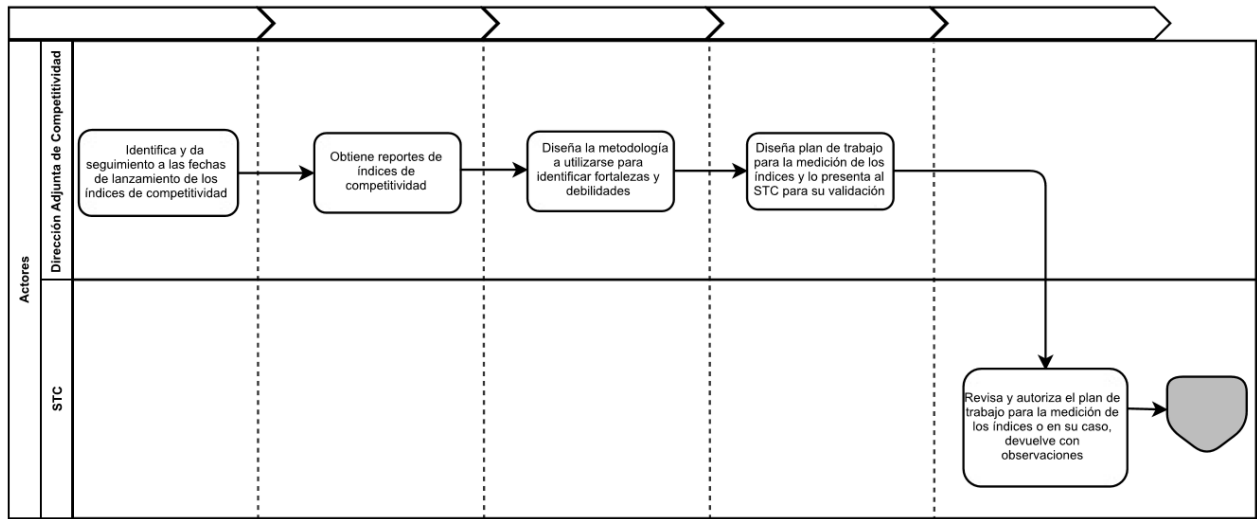 Actores
Dirección Adjunta de Competitividad
Identifica y da
seguimiento a las fechas
de lanzamiento de los
índices de competitividad
Obtiene reportes de
índices de
competitividad
Diseña la metodología
a utilizarse para
identificar fortalezas y
debilidades
Diseña plan de trabajo
para la medición de los
índices y lo presenta al
STC para su validación
STC
Revisa y autoriza el plan de
trabajo para la medición de
los índices o en su caso,
devuelve con
observaciones